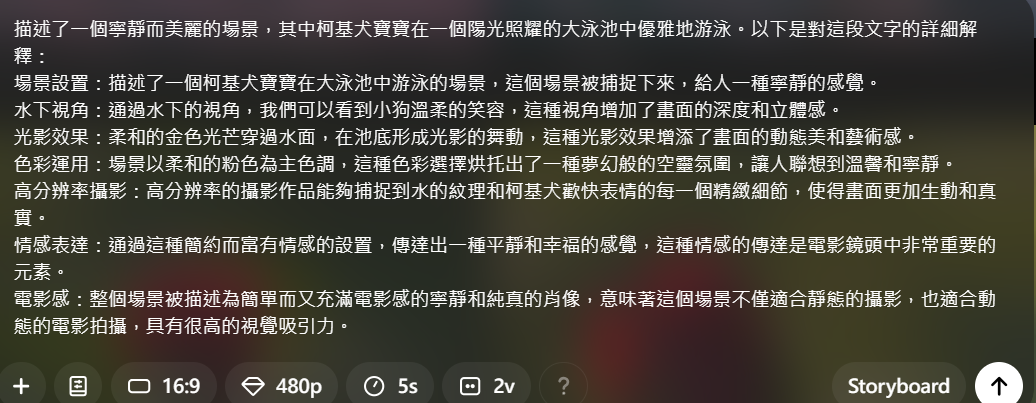 描述了一個寧靜而美麗的場景，其中柯基犬寶寶在一個陽光照耀的大泳池中優雅地游泳。以下是對這段文字的詳細解
釋：
場景設置：描述了一個柯基犬寶寶在大泳池中游泳的場景，這個場景被捕捉下來，給人一種寧靜的感覺。
水下視角：通過水下的視角，我們可以看到小狗溫柔的笑容，這種視角增加了畫面的深度和立體感。
光影效果：柔和的金色光芒穿過水面，在池底形成光影的舞動，這種光影效果增添了畫面的動態美和藝術感。
色彩運用：場景以柔和的粉色為主色調，這種色彩選擇烘托出了一種夢幻般的空靈氛圍，讓人聯想到溫馨和寧靜。
高分辨率攝影：高分辨率的攝影作品能夠捕捉到水的紋理和柯基犬歡快表情的每一個精緻細節，使得畫面更加生動和真
實。
情感表達：通過這種簡約而富有情感的設置，傳達出一種平靜和幸福的感覺，這種情感的傳達是電影鏡頭中非常重要的
元素。
電影感：整個場景被描述為簡單而又充滿電影感的寧靜和純真的肖像，意味著這個場景不僅適合靜態的攝影，也適合動
態的電影拍攝，具有很高的視覺吸引力。
16:9 480p 5s 2v ? Storyboard